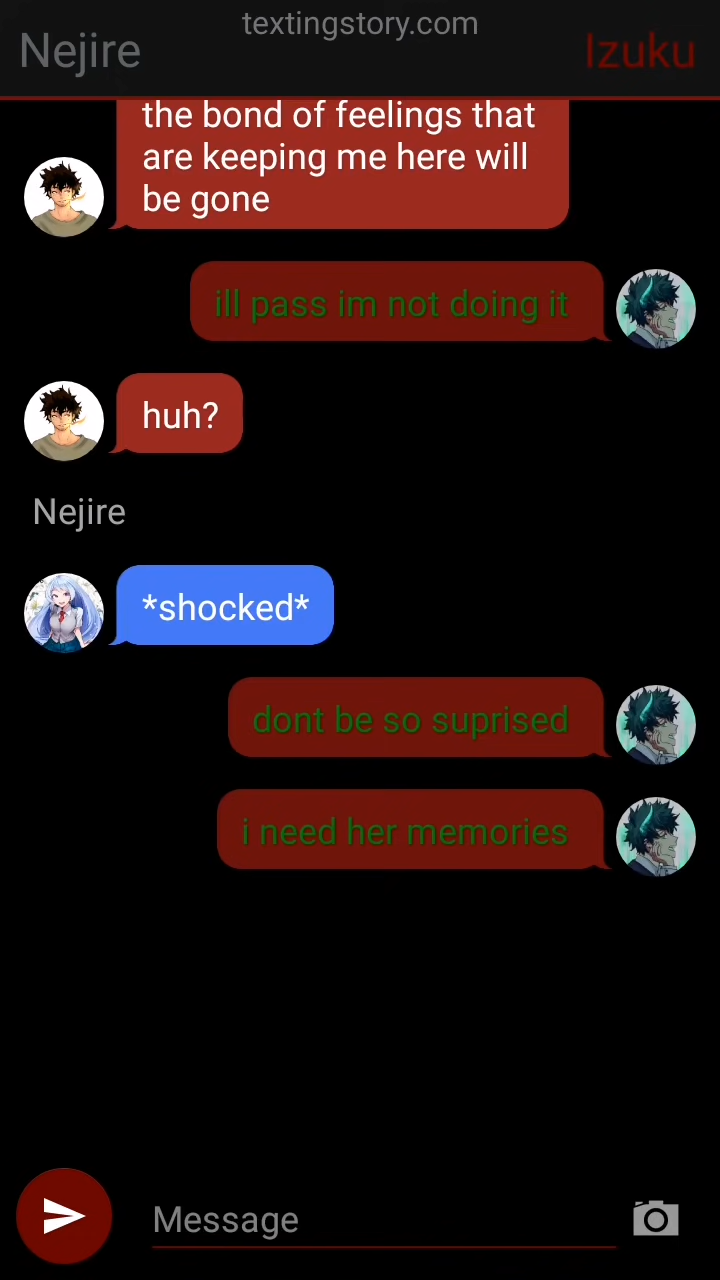 textingstory.com
Nejire
Izuku
the bond of feelings that
are keeping me here will
be gone
ill pass im not doing it
huh?
Nejire
*shocked*
dont be so suprised
i need her memories
Message